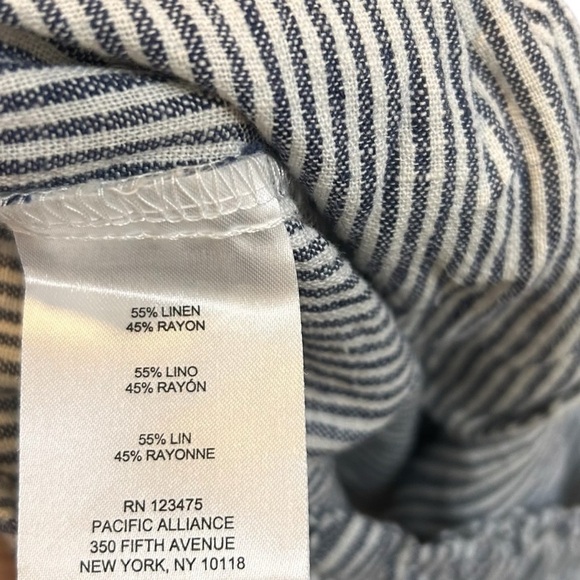 55% LINEN
45% RAYON
55% LINO
45% RAYÓN
55% LIN
45% RAYONNE
RN 123475
PACIFIC ALLIANCE
350 FIFTH AVENUE
NEW YORK, NY 10118